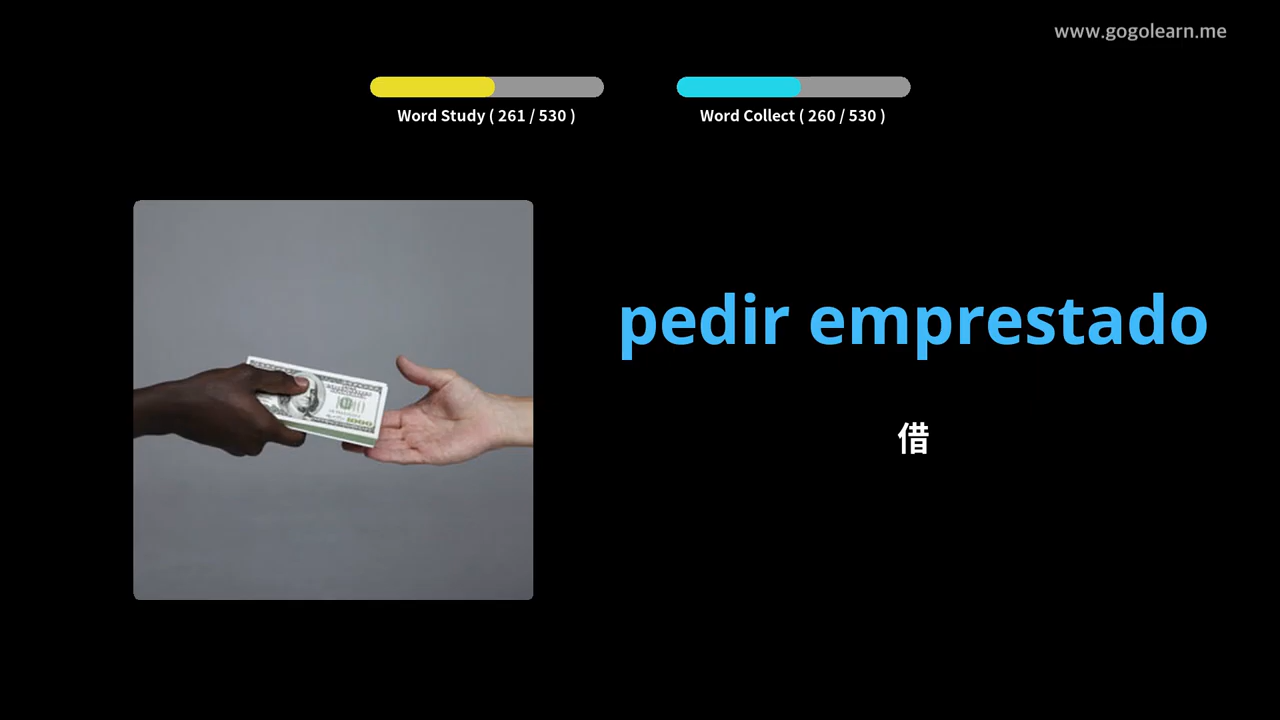 www.gogolearn.me
Word Study ( 261 / 530 )
Word Collect ( 260 / 530 )
pedir emprestado
借